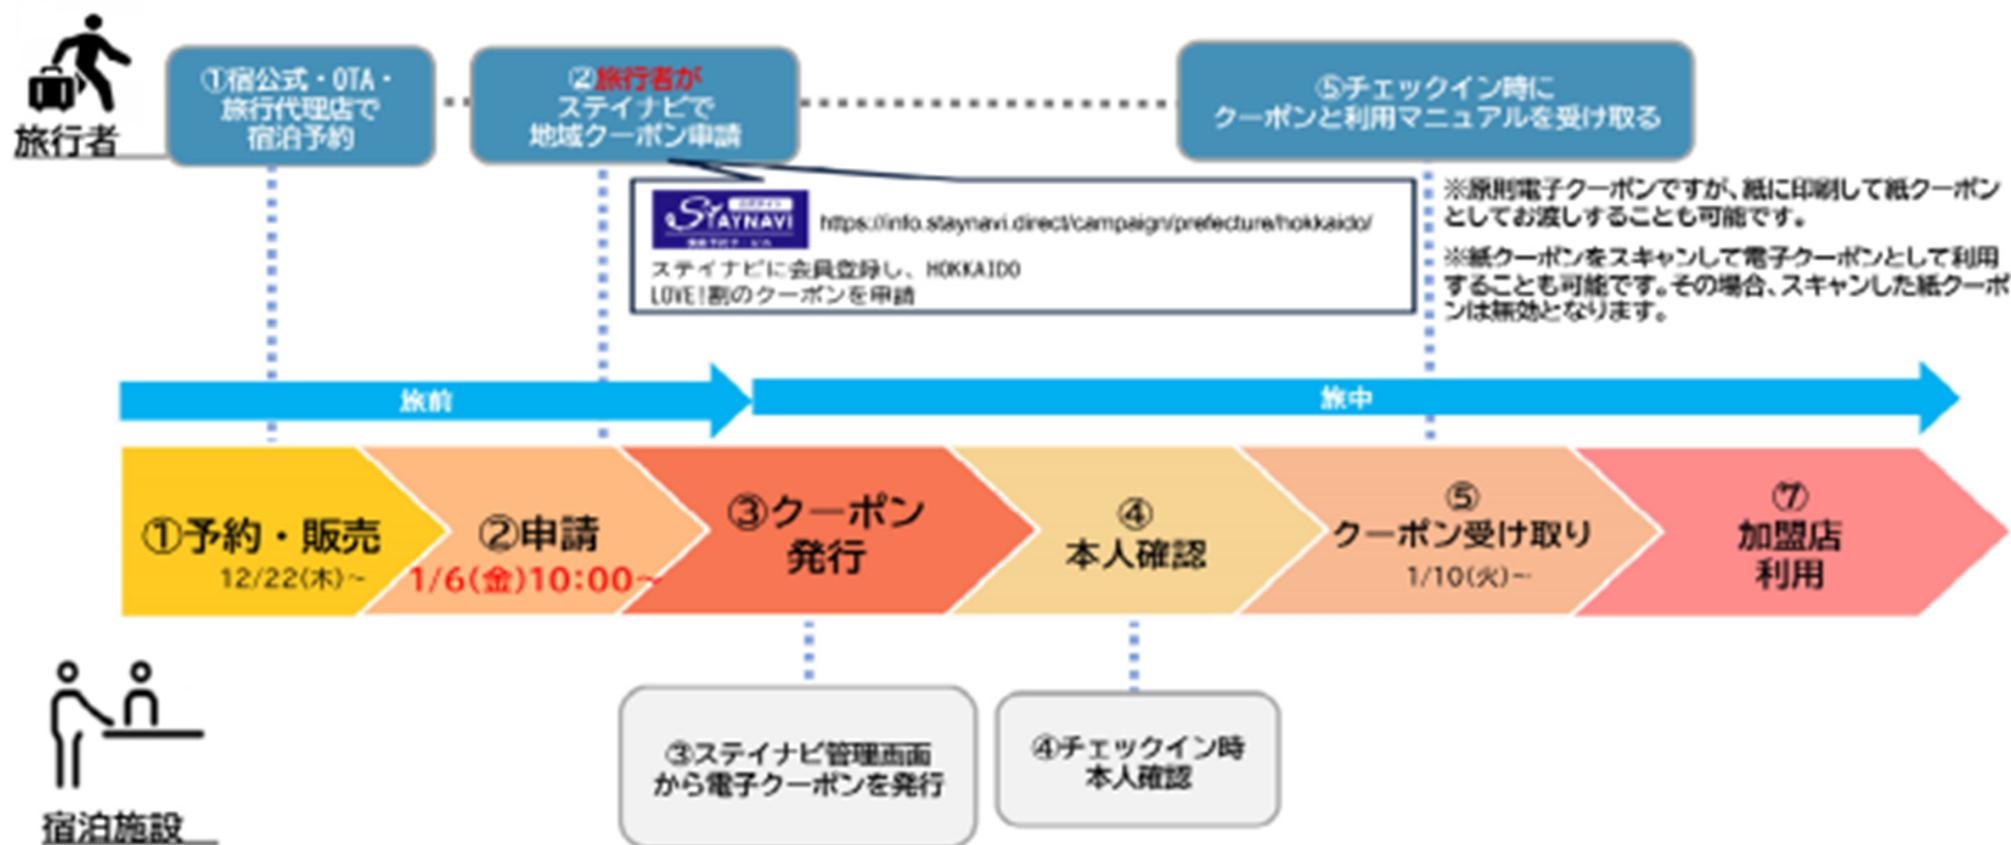 旅行者
①宿公式・OTA・
旅行代理店で
宿泊予約
②旅行者が
ステイナビで
地域クーポン申請
⑤チェックイン時に
クーポンと利用マニュアルを受け取る
STAYNAVI
https://info.staynavi.direct/campaign/prefecture/hokkaido/
ステイナビに会員登録し、HOKKAIDO
LOVE!割のクーポンを申請
※原則電子クーポンですが、紙に印刷して紙クーポン
としてお渡しすることも可能です。
※紙クーポンをスキャンして電子クーポンとして利用
することも可能です。その場合、スキャンした紙クーポ
ンは無効となります。
旅前
旅中
①予約・販売
12/22(木)～
②申請
1/6(金)10:00～
③クーポン
発行
④
本人確認
⑤
クーポン受け取り
1/10(火)～
⑦
加盟店
利用
宿泊施設
③ステイナビ管理画面
から電子クーポンを発行
④チェックイン時
本人確認